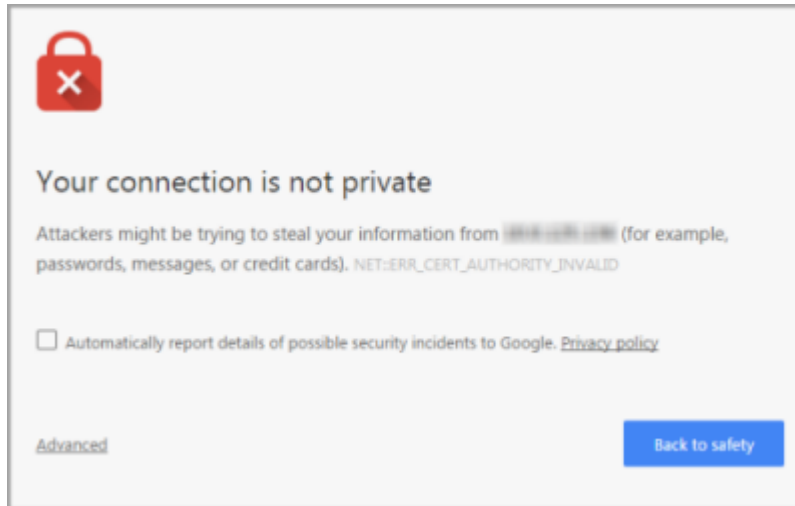 Your connection is not private
Attackers might be trying to steal your information from (for example,
passwords, messages, or credit cards). NET::ERR_CERT_AUTHORITY_INVALID
Automatically report details of possible security incidents to Google. Privacy policy
Advanced
Back to safety